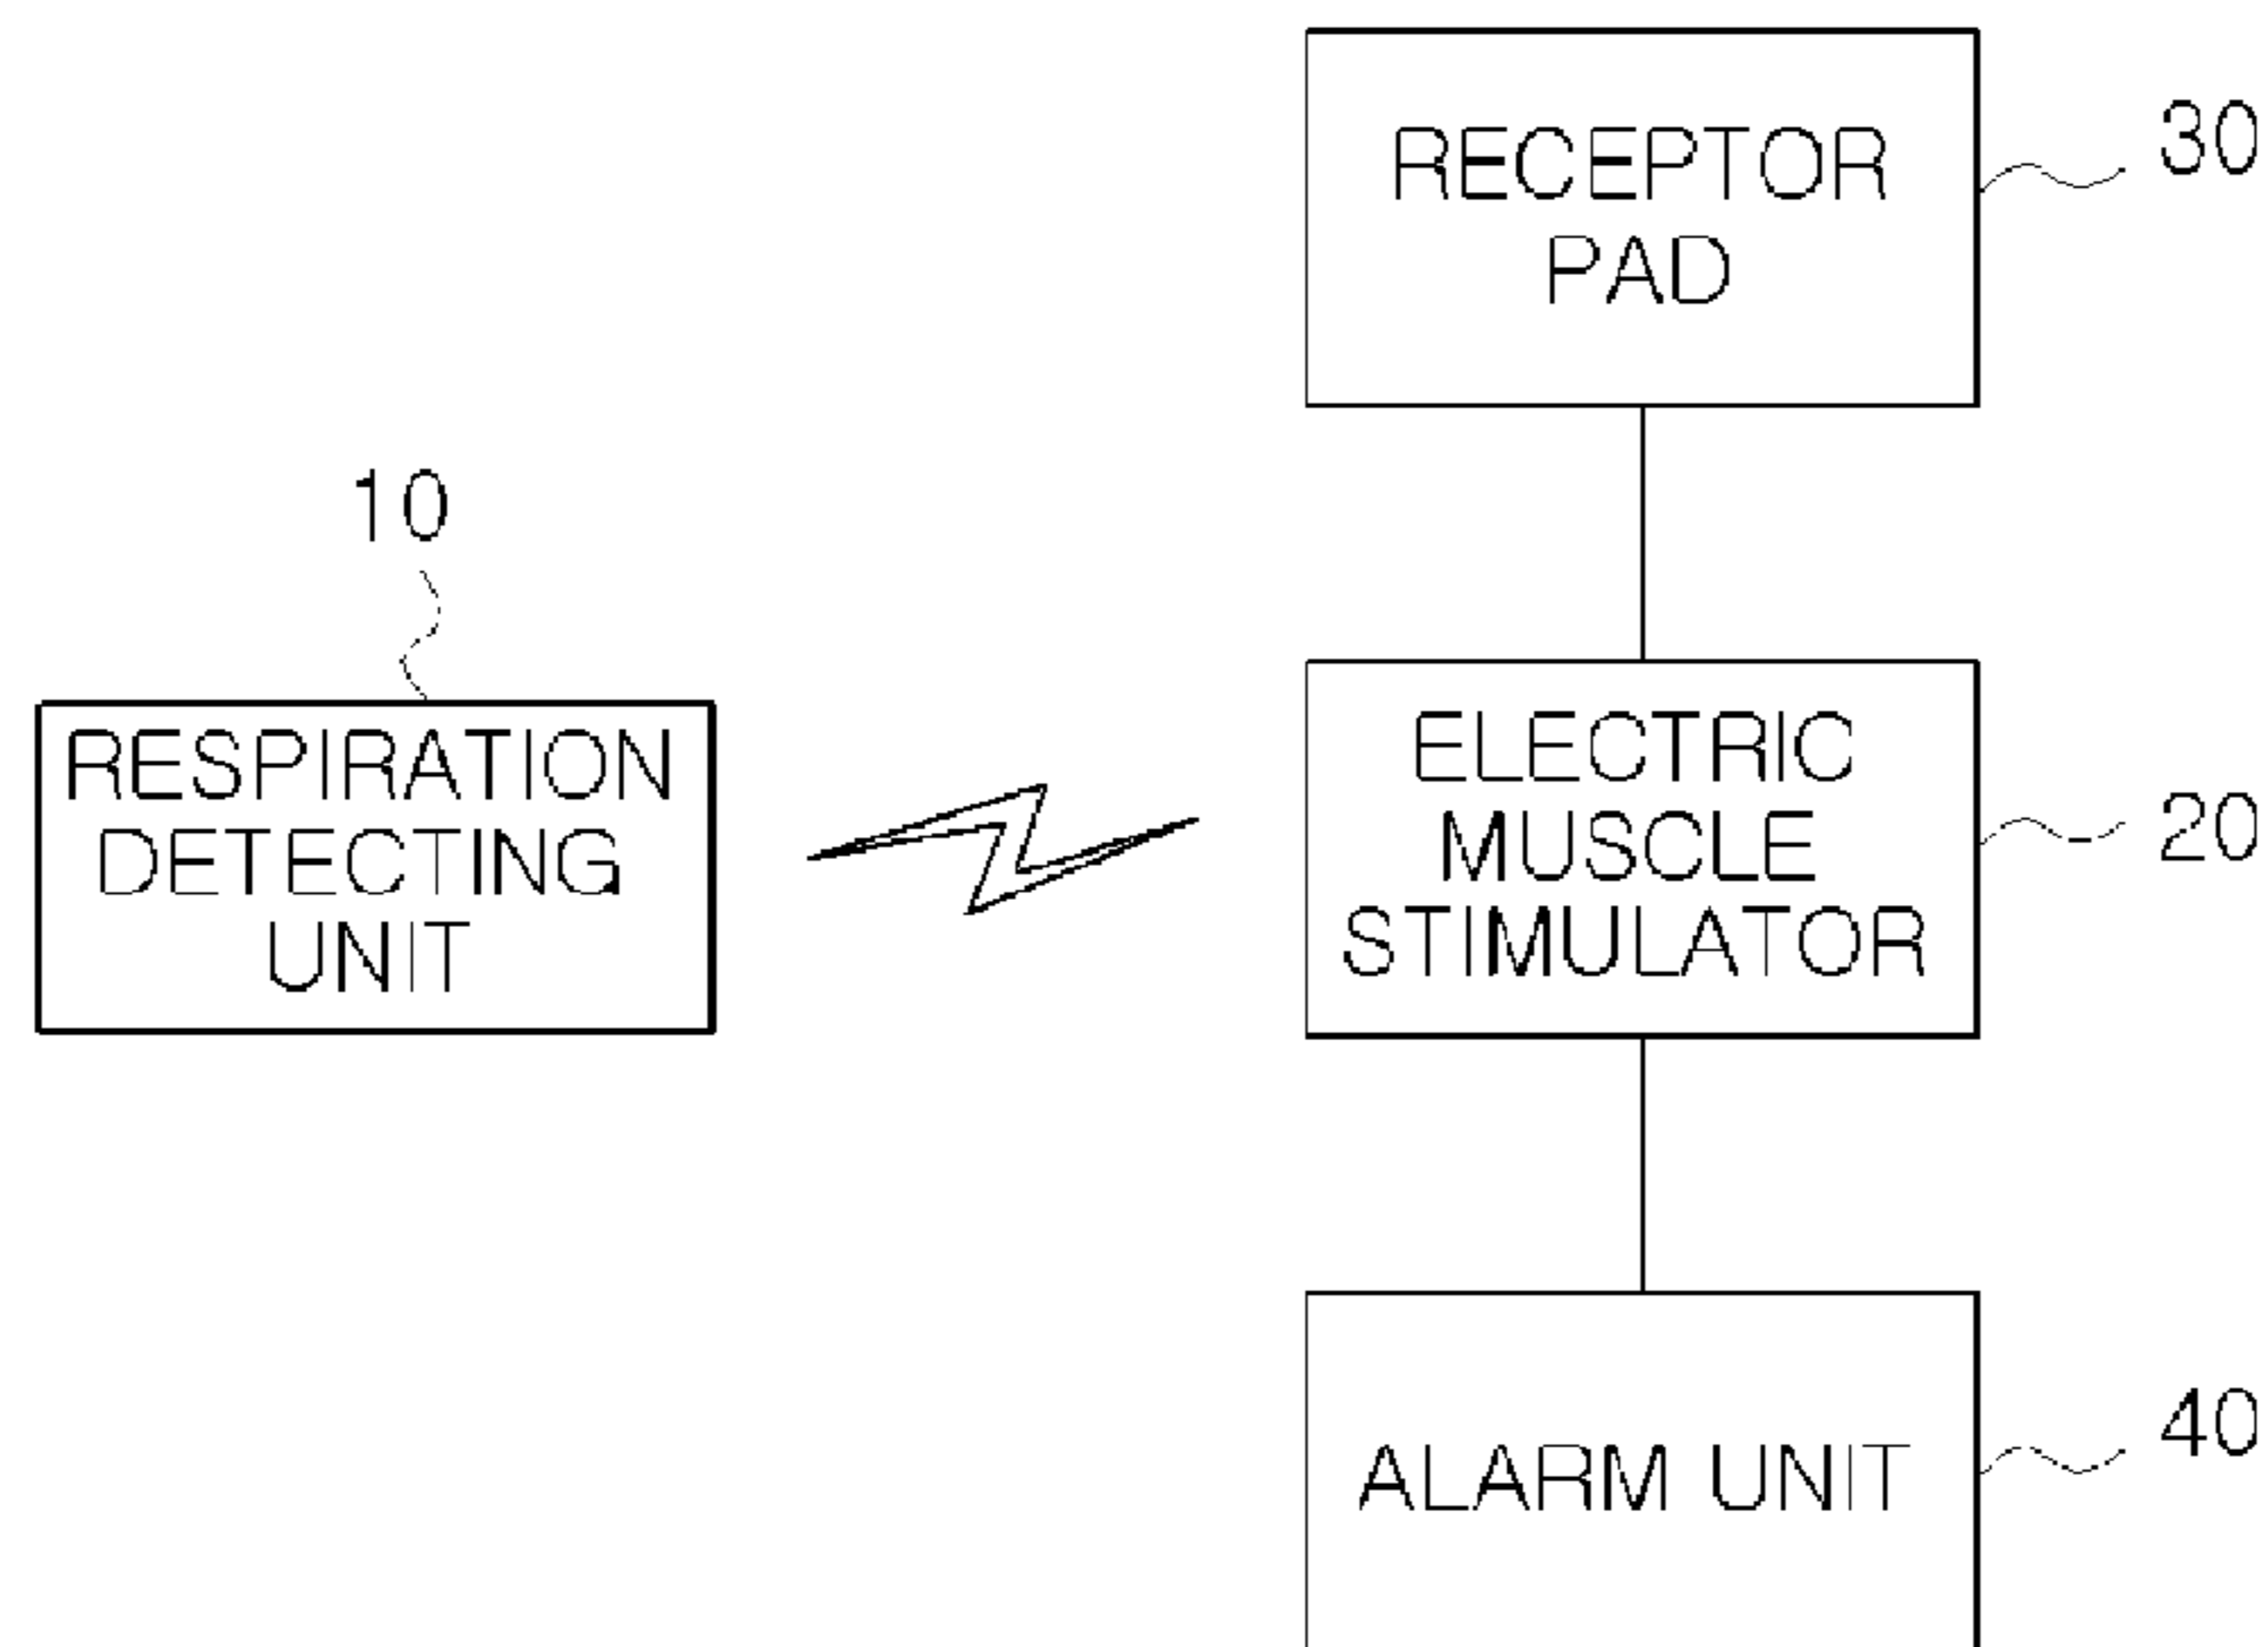 RECEPTOR
PAD
30
10
RESPIRATION
DETECTING
UNIT
ELECTRIC
MUSCLE
STIMULATOR
20
ALARM UNIT
40